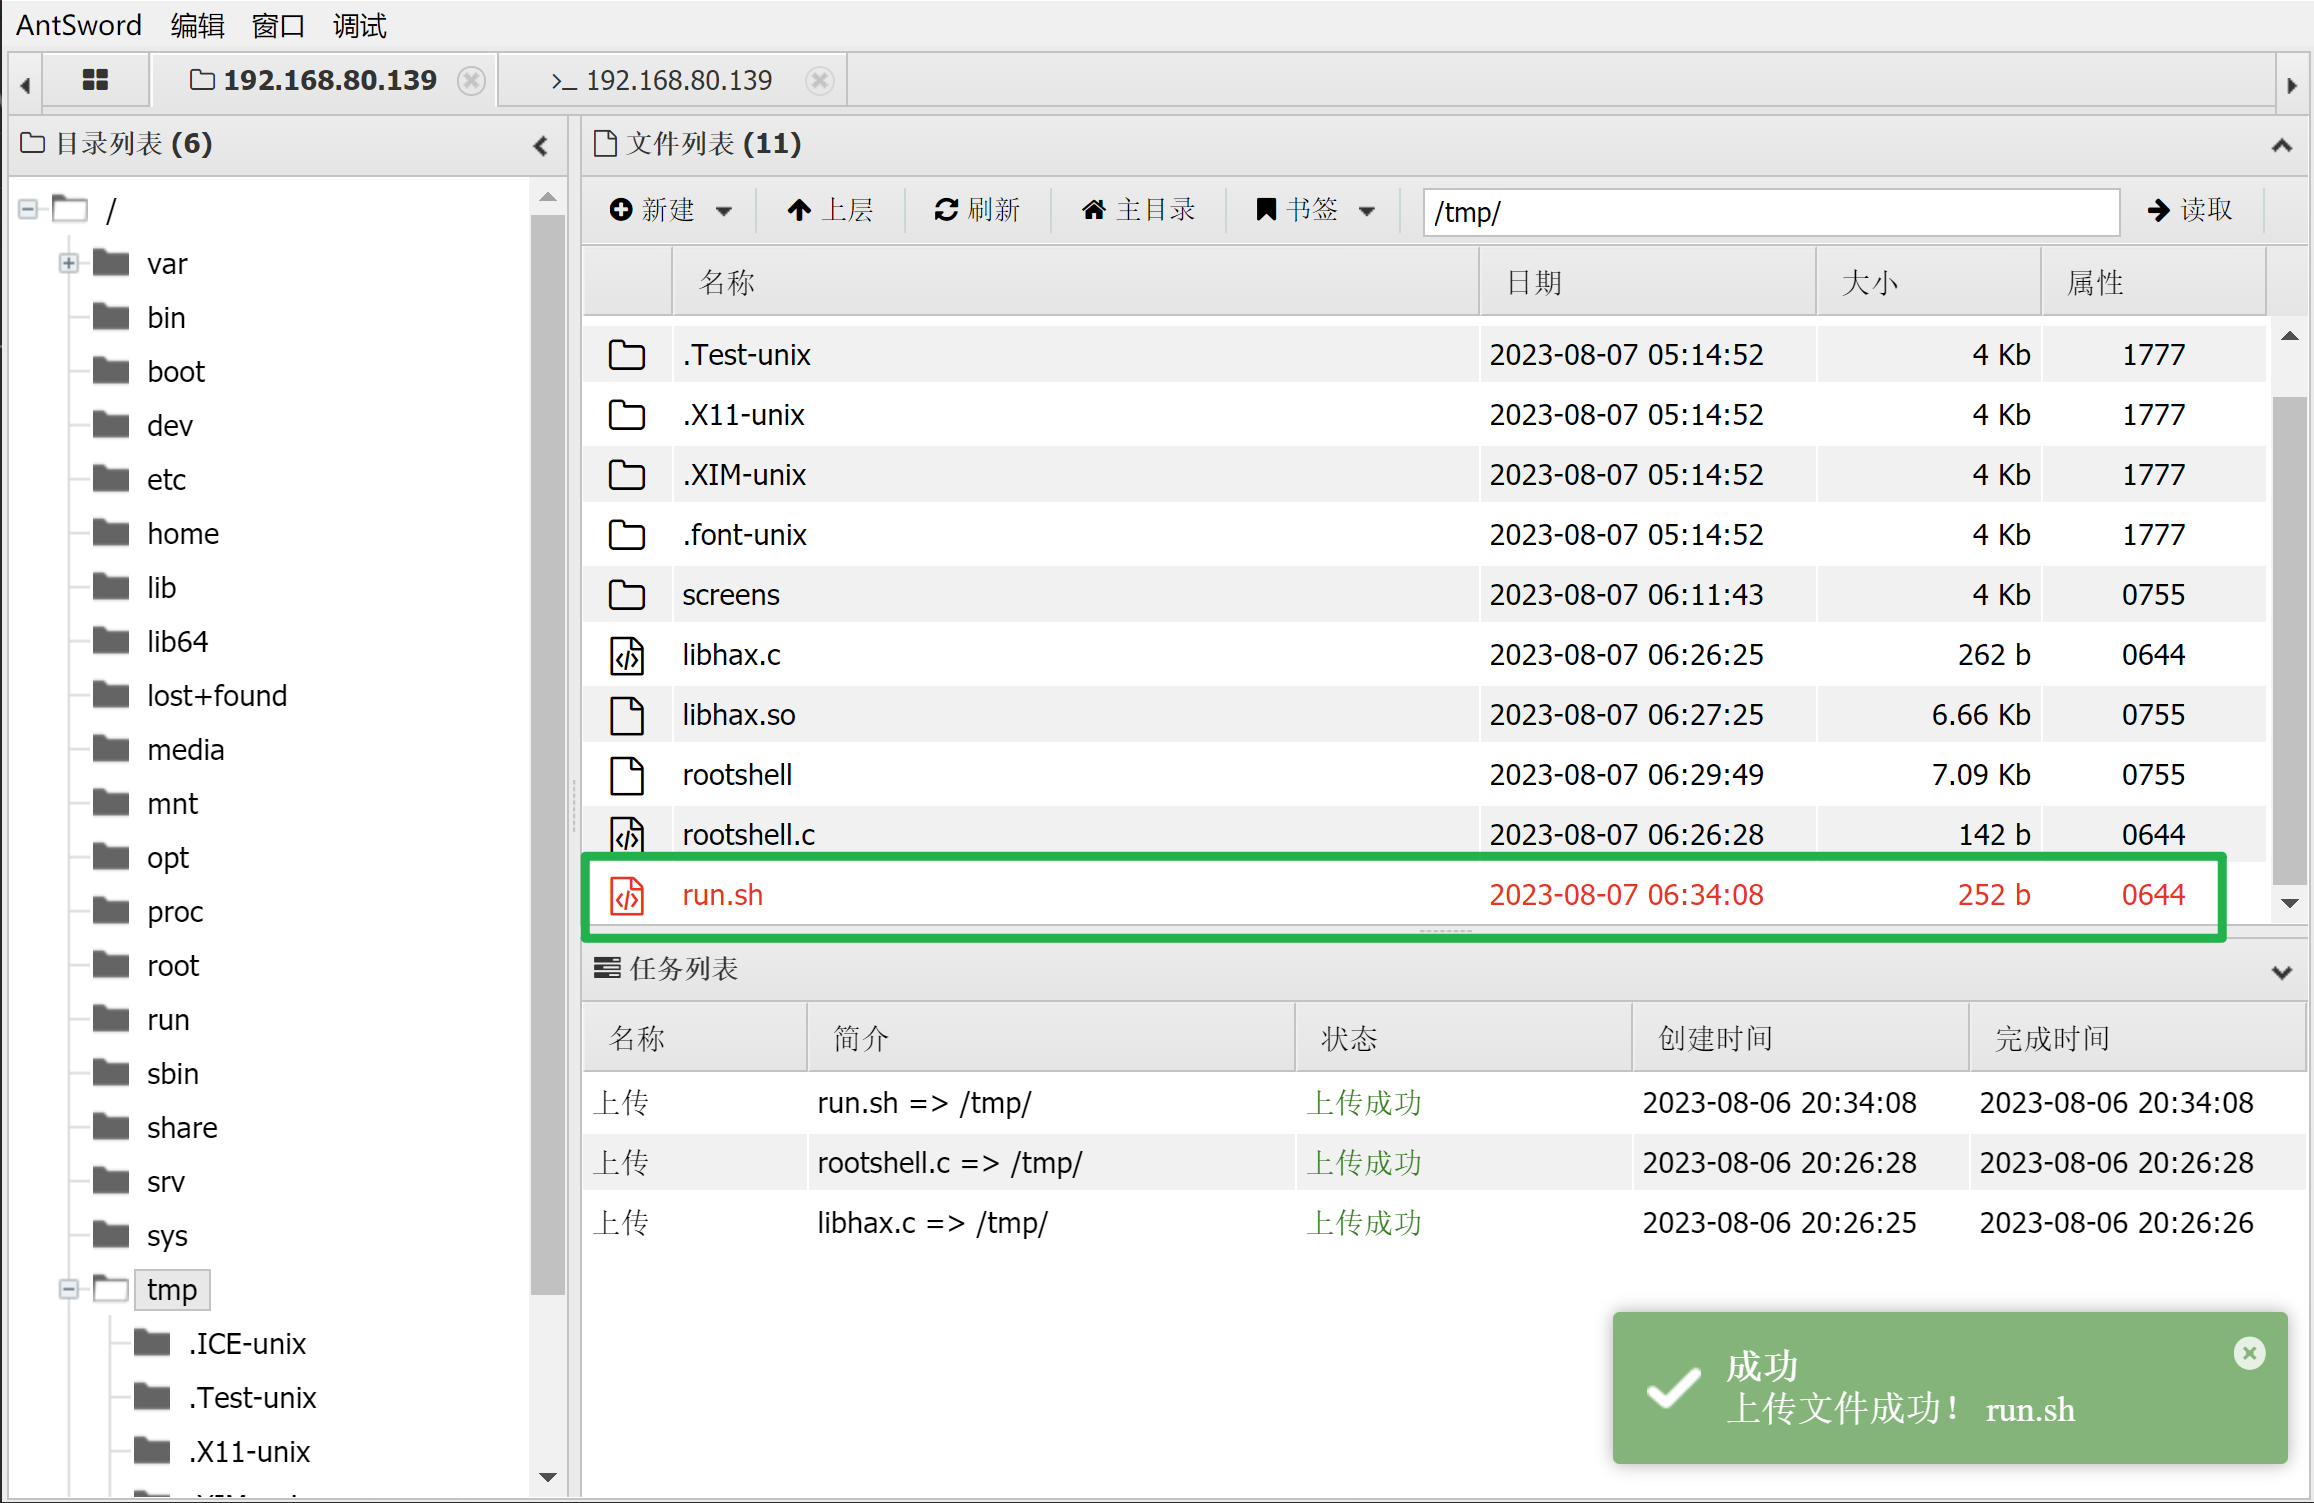 AntSword 编辑 窗口 调试
192.168.80.139 >_ 192.168.80.139
目录列表 (6)
/
var
bin
boot
dev
etc
home
lib
lib64
lost+found
media
mnt
opt
proc
root
run
sbin
share
srv
sys
tmp
.ICE-unix
.Test-unix
.X11-unix
文件列表 (11)
新建 上层 刷新 主目录 书签 /tmp/ 读取
名称 日期 大小 属性
.Test-unix 2023-08-07 05:14:52 4 Kb 1777
.X11-unix 2023-08-07 05:14:52 4 Kb 1777
.XIM-unix 2023-08-07 05:14:52 4 Kb 1777
.font-unix 2023-08-07 05:14:52 4 Kb 1777
screens 2023-08-07 06:11:43 4 Kb 0755
libhax.c 2023-08-07 06:26:25 262 b 0644
libhax.so 2023-08-07 06:27:25 6.66 Kb 0755
rootshell 2023-08-07 06:29:49 7.09 Kb 0755
rootshell.c 2023-08-07 06:26:28 142 b 0644
run.sh 2023-08-07 06:34:08 252 b 0644
任务列表
名称 简介 状态 创建时间 完成时间
上传 run.sh => /tmp/ 上传成功 2023-08-06 20:34:08 2023-08-06 20:34:08
上传 rootshell.c => /tmp/ 上传成功 2023-08-06 20:26:28 2023-08-06 20:26:28
上传 libhax.c => /tmp/ 上传成功 2023-08-06 20:26:25 2023-08-06 20:26:26
成功
上传文件成功！ run.sh